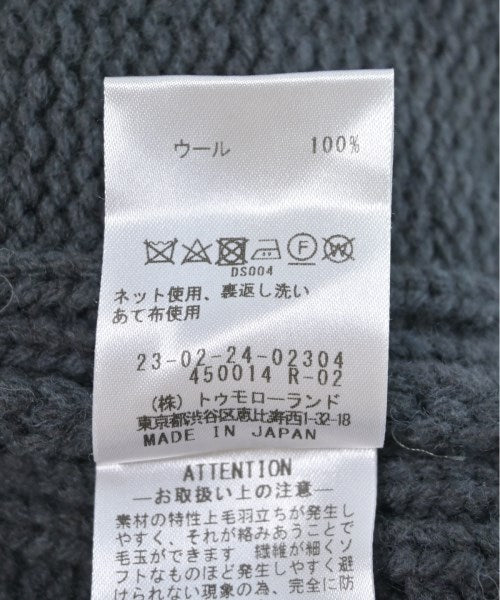 ウール 100%
F W
DS004
ネット使用、裏返し洗い
あて布使用
23-02-24-02304
450014 R-02
(株) トゥモローランド
東京都渋谷区恵比寿西1-32-18
MADE IN JAPAN
ATTENTION
―お取扱い上の注意―
素材の特性上毛羽立ちが発生し
やすく、それが絡みあうことで
毛玉ができます 繊維が細くソ
フトなものほど発生しやすく避
けられない現象の為、完全に防